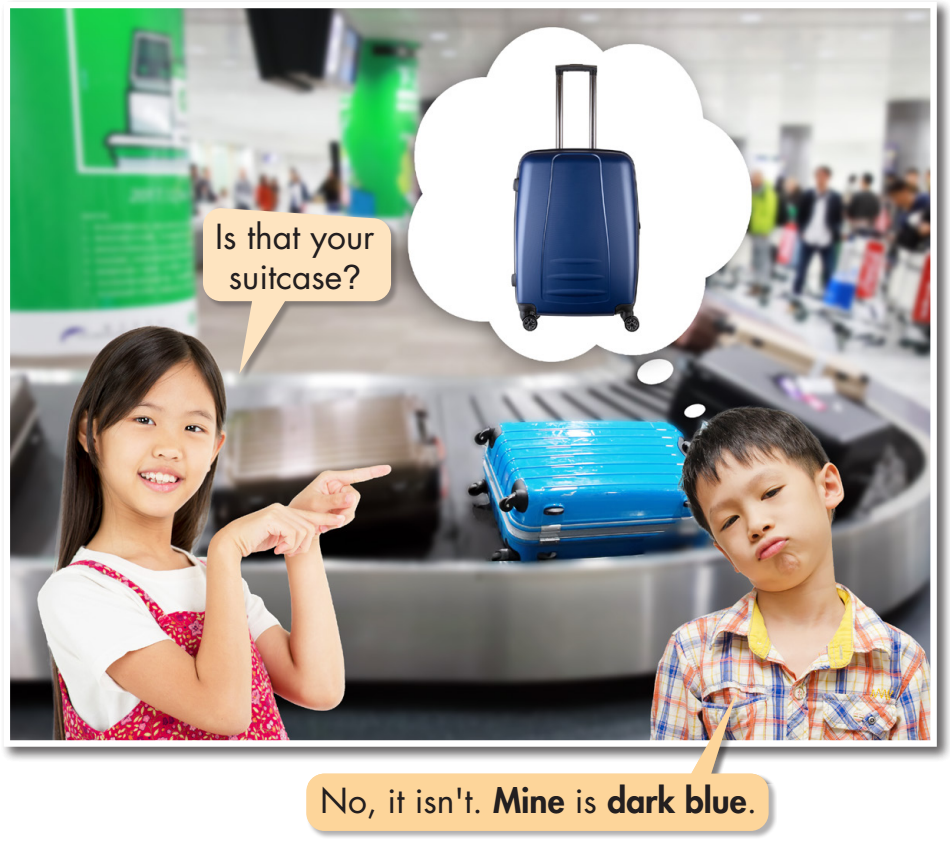 Is that your
suitcase?
No, it isn't. Mine is dark blue.